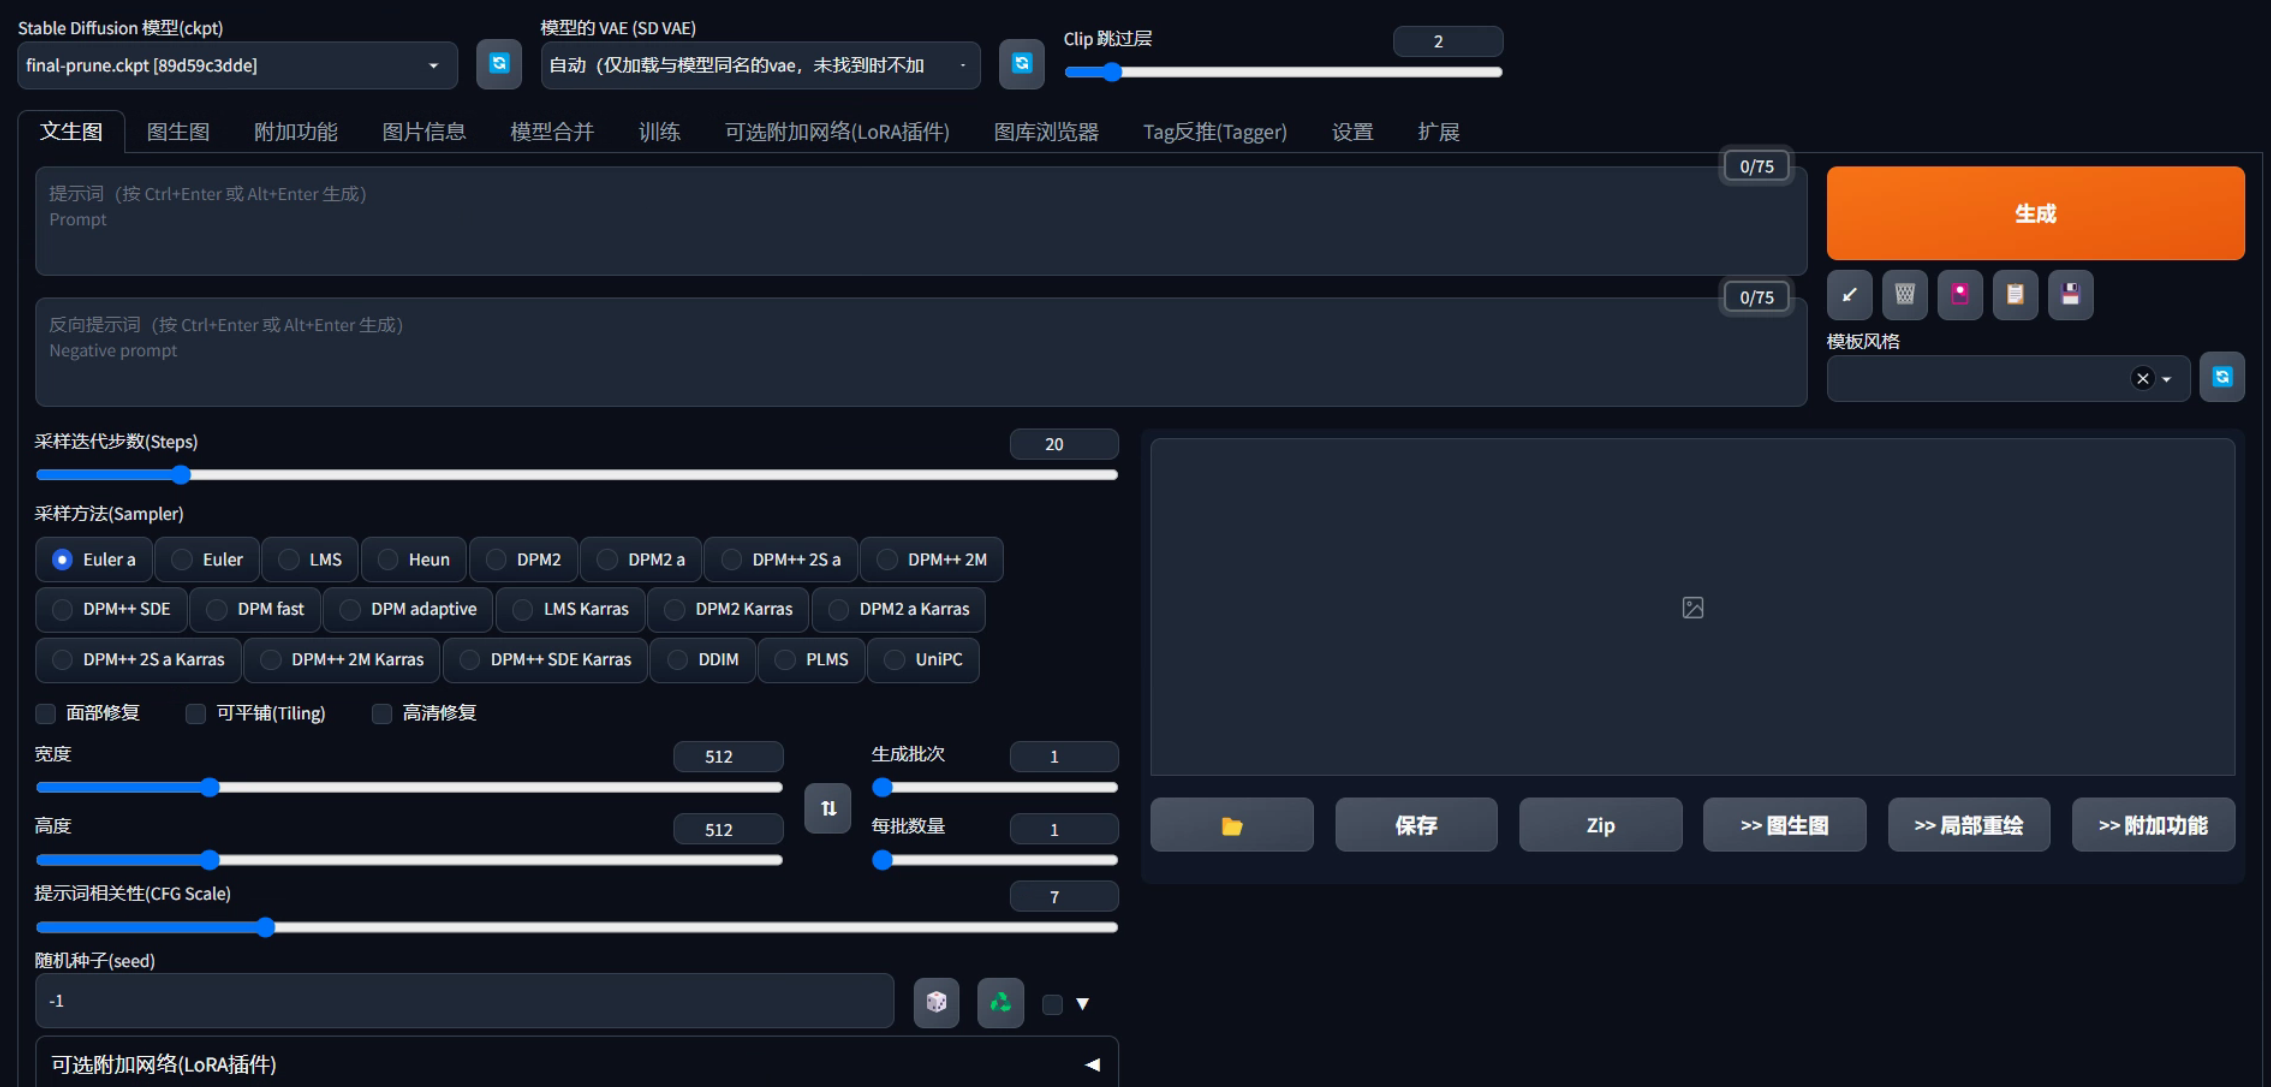 Stable Diffusion 模型(ckpt)
final-prune.ckpt [89d59c3dde]
模型的 VAE (SD VAE)
自动（仅加载与模型同名的vae，未找到时不加
Clip 跳过层
2
文生图 图生图 附加功能 图片信息 模型合并 训练 可选附加网络(LoRA插件) 图库浏览器 Tag反推(Tagger) 设置 扩展
0/75
提示词（按 Ctrl+Enter 或 Alt+Enter 生成）
Prompt
生成
0/75
反向提示词（按 Ctrl+Enter 或 Alt+Enter 生成）
Negative prompt
模板风格
采样迭代步数(Steps)
20
采样方法(Sampler)
Euler a Euler LMS Heun DPM2 DPM2 a DPM++ 2S a DPM++ 2M
DPM++ SDE DPM fast DPM adaptive LMS Karras DPM2 Karras DPM2 a Karras
DPM++ 2S a Karras DPM++ 2M Karras DPM++ SDE Karras DDIM PLMS UniPC
面部修复 可平铺(Tiling) 高清修复
宽度
512
生成批次
1
高度
512
每批数量
1
保存 Zip >> 图生图 >> 局部重绘 >> 附加功能
提示词相关性(CFG Scale)
7
随机种子(seed)
-1
可选附加网络(LoRA插件)